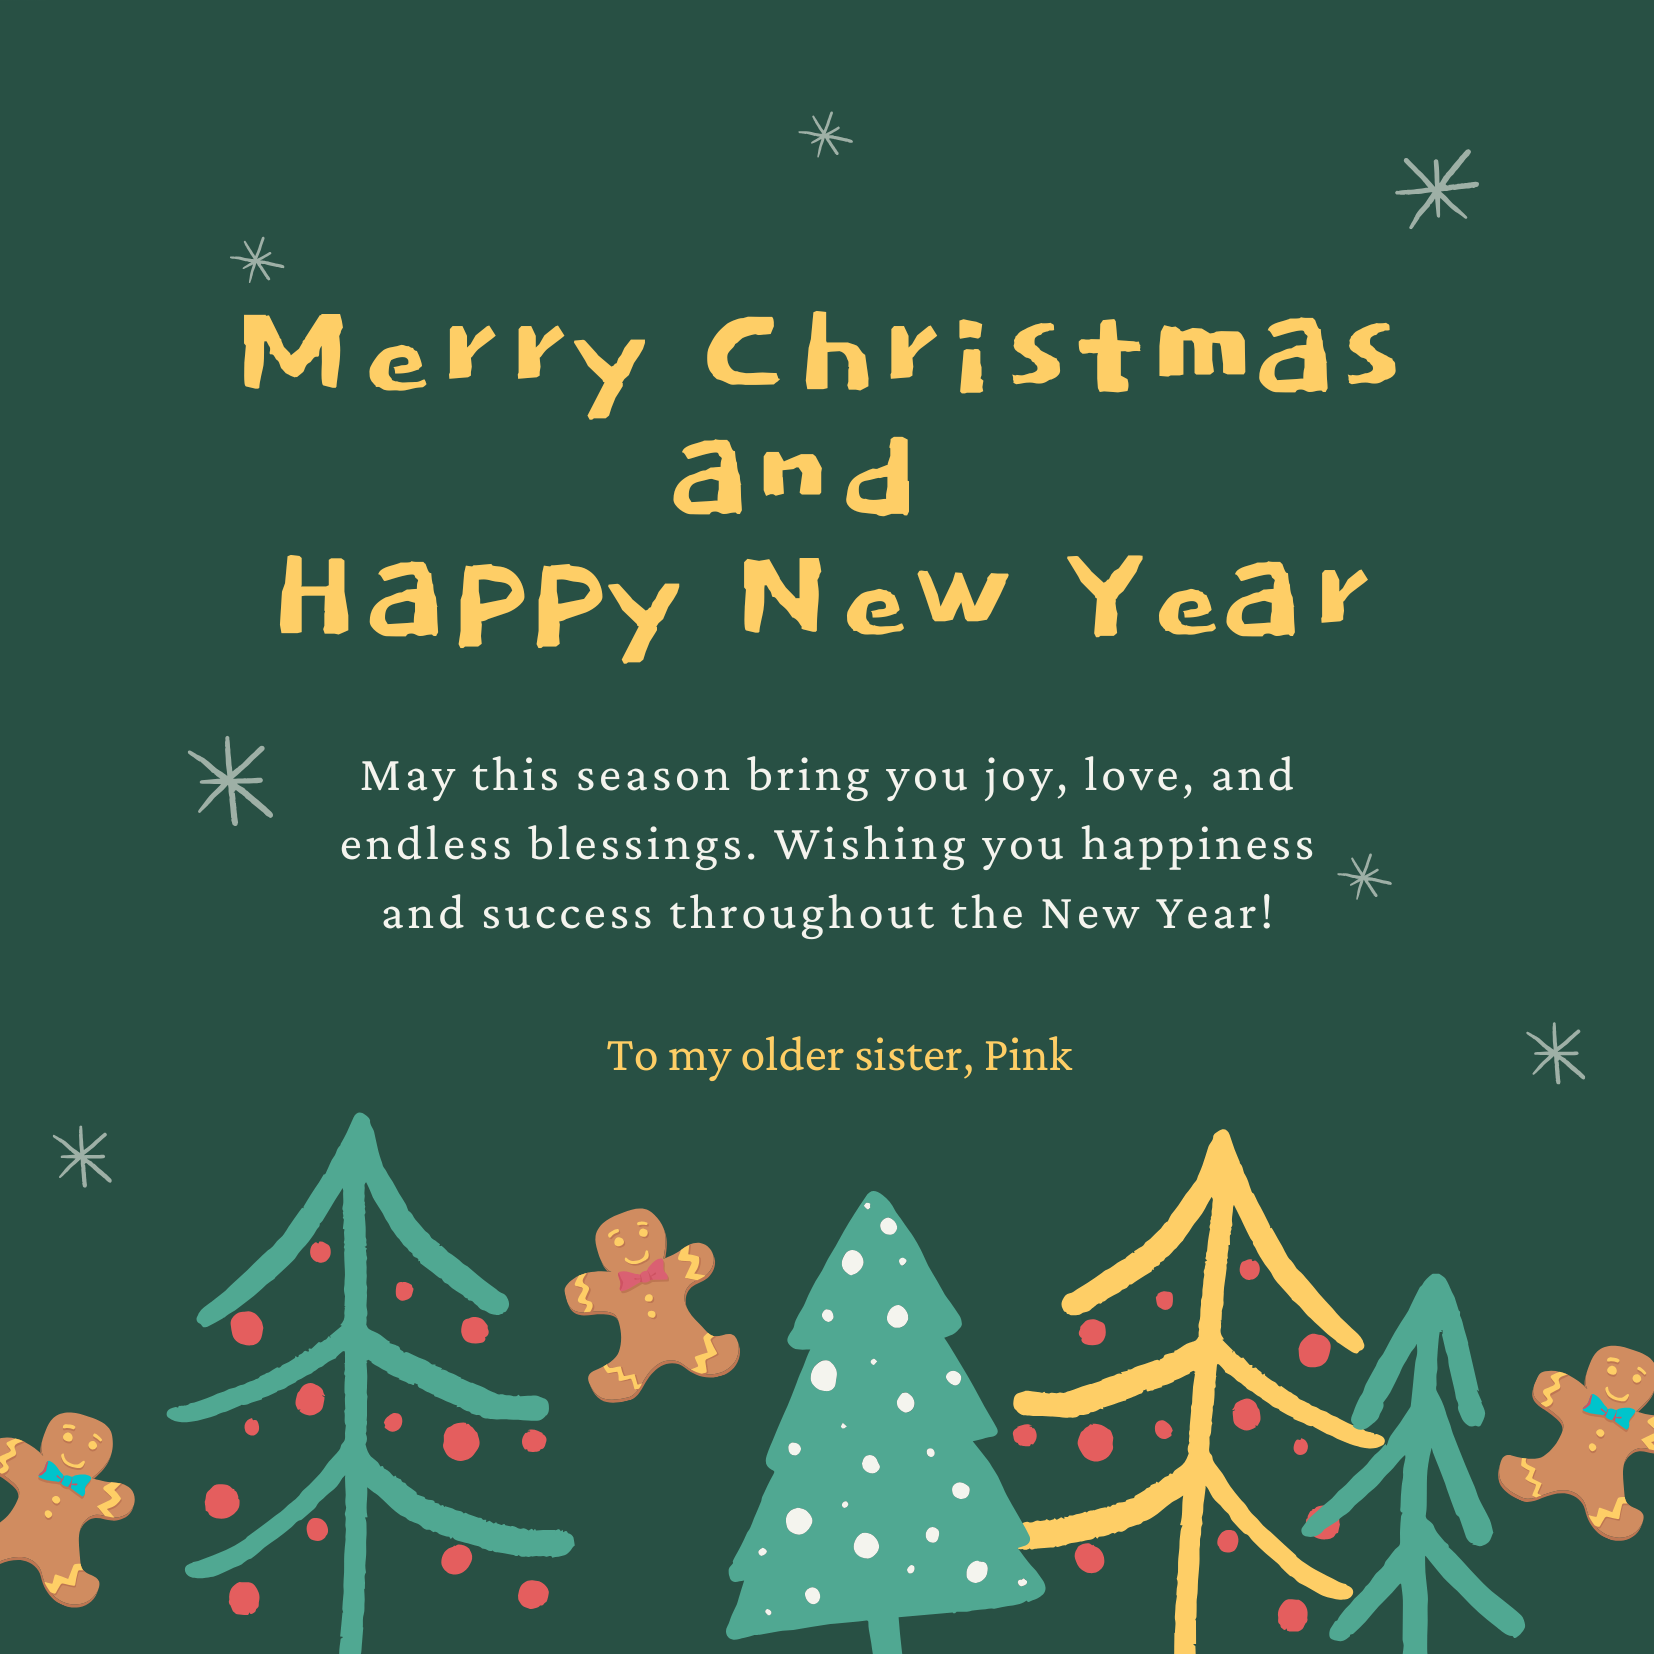 Merry Christmas
and
Happy New Year
May this season bring you joy, love, and
endless blessings. Wishing you happiness
and success throughout the New Year!
To my older sister, Pink